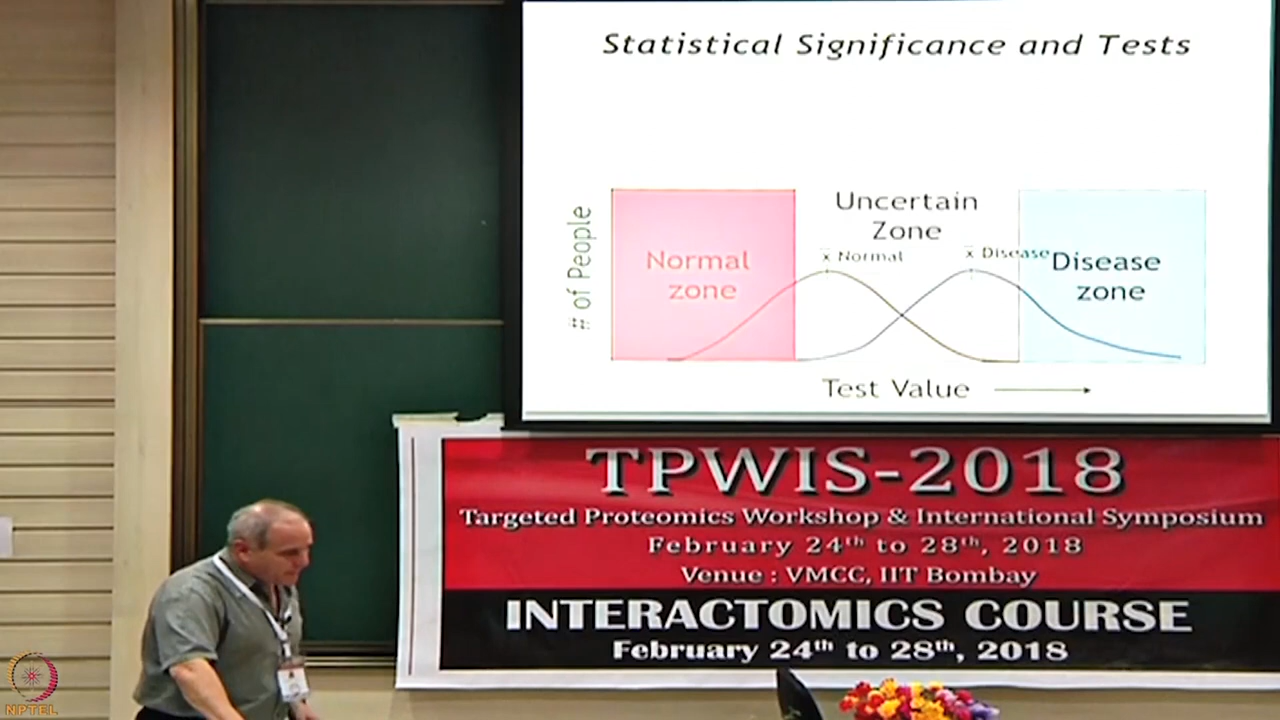 Statistical Significance and Tests
# of People
Normal
zone
Uncertain
Zone
x̄ Normal
x̄ Disease
Disease
zone
Test Value
TPWIS-2018
Targeted Proteomics Workshop & International Symposium
February 24th to 28th, 2018
Venue : VMCC, IIT Bombay
INTERACTOMICS COURSE
February 24th to 28th, 2018
NPTEL